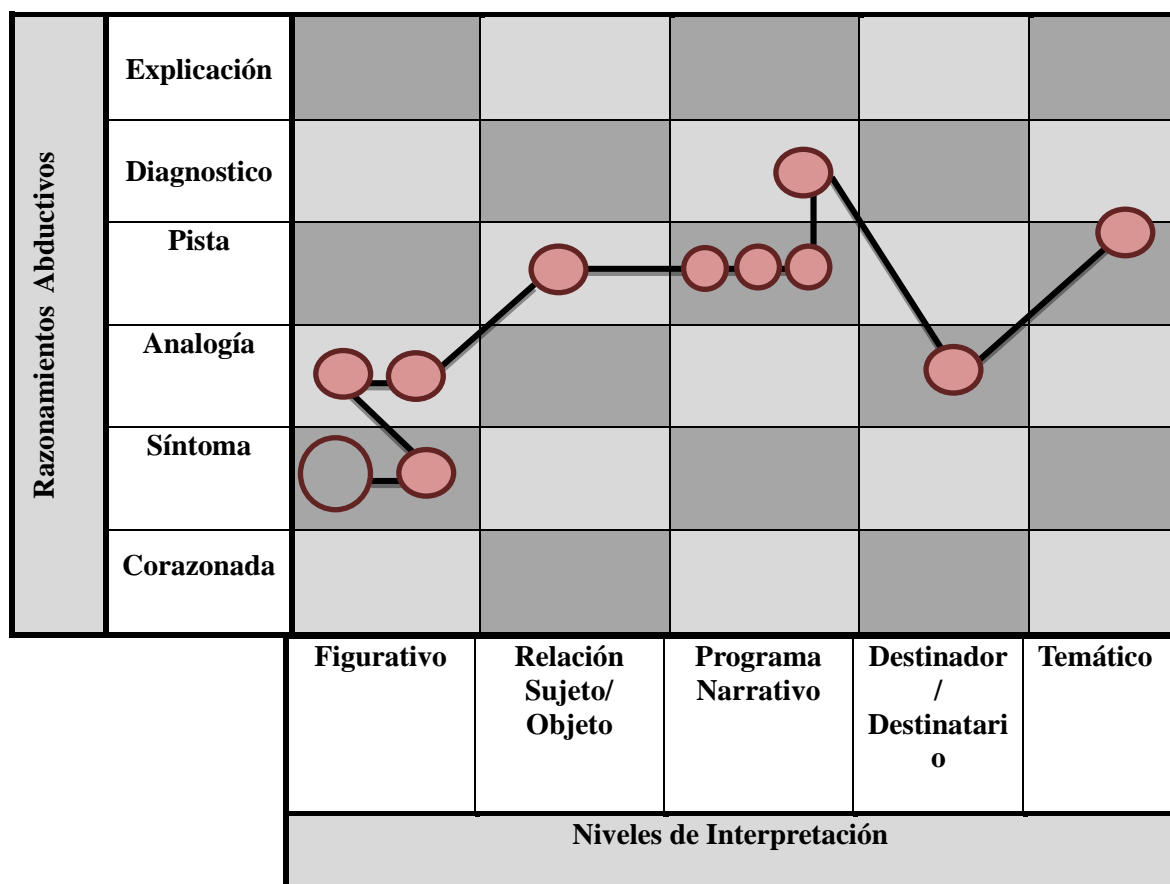 Razonamientos Abductivos
Explicación
Diagnostico
Pista
Analogía
Síntoma
Corazonada
Figurativo
Relación
Sujeto/
Objeto
Programa
Narrativo
Destinador
/
Destinatari
o
Temático
Niveles de Interpretación